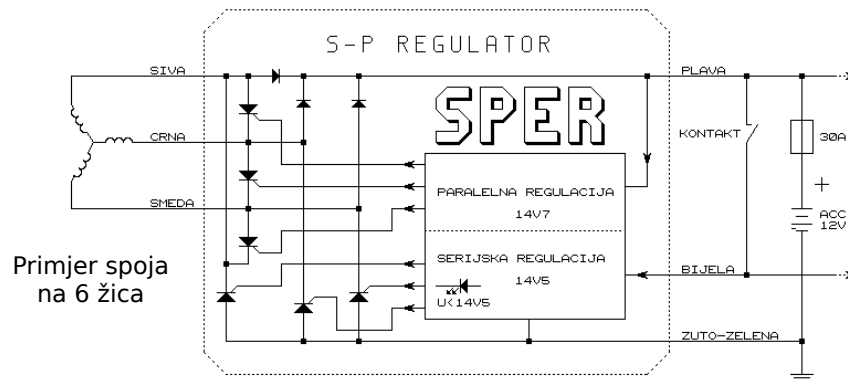 S-P REGULATOR
SIVA
PLAVA
SPER
CRNA
KONTAKT
30A
PARALELNA REGULACIJA
14V7
+
SMEDA
ACC
12V
Primjer spoja
na 6 žica
SERIJSKA REGULACIJA
14V5
BIJELA
U<14V5
ZUTO-ZELENA